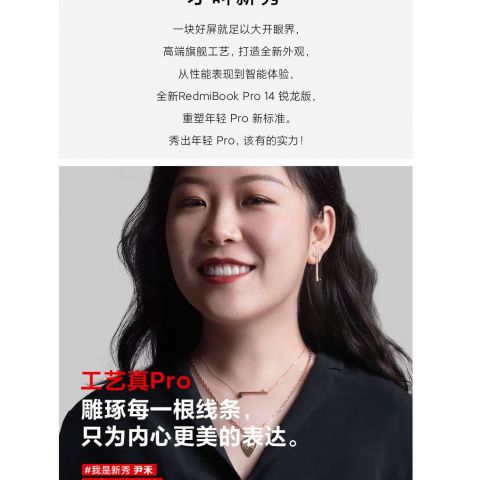 一块好屏就足以大开眼界，
高端旗舰工艺，打造全新外观，
从性能表现到智能体验，
全新RedmiBook Pro 14 锐龙版，
重塑年轻 Pro 新标准。
秀出年轻 Pro，该有的实力！
工艺真Pro
雕琢每一根线条，
只为内心更美的表达。
#我是新秀 尹禾